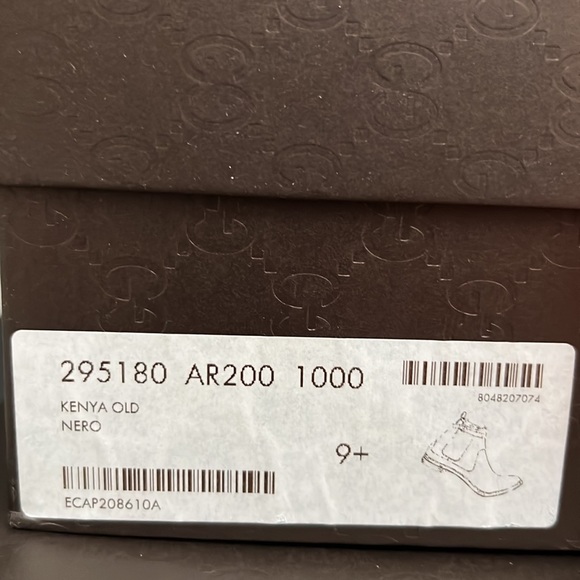 295180 AR200 1000
8048207074
KENYA OLD
NERO
9+
ECAP208610A